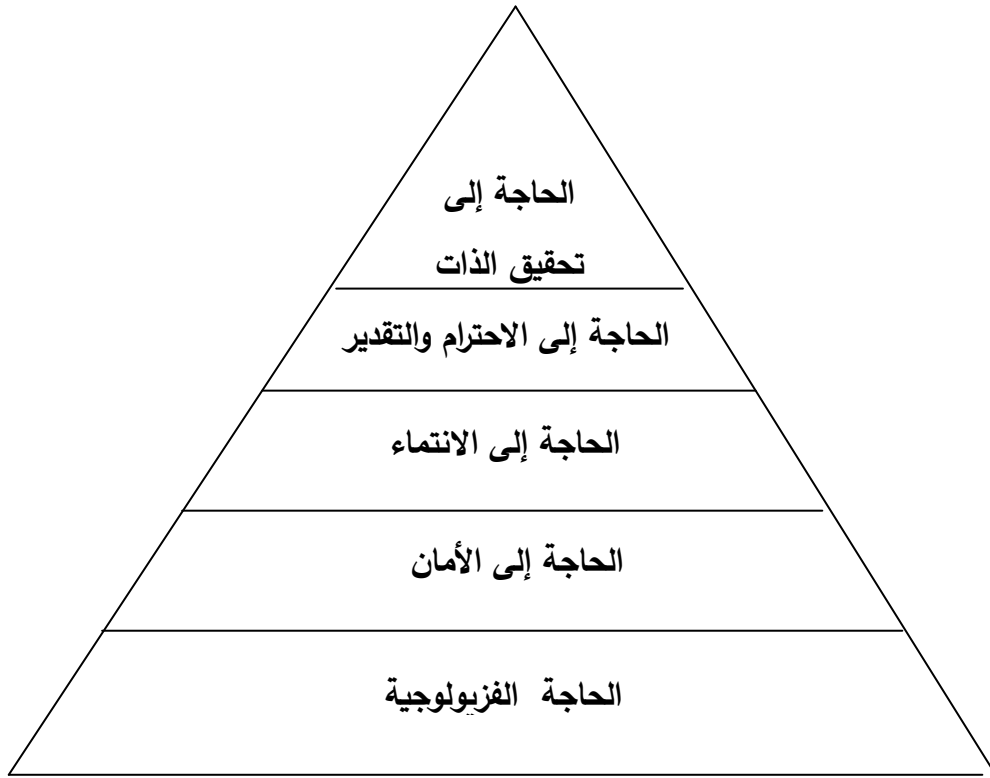 الحاجة إلى
تحقيق الذات
الحاجة إلى الاحترام والتقدير
الحاجة إلى الانتماء
الحاجة إلى الأمان
الحاجة الفزيولوجية